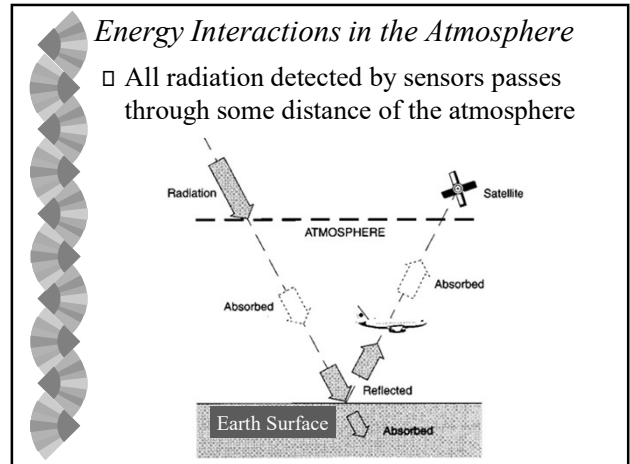 Energy Interactions in the Atmosphere
All radiation detected by sensors passes
through some distance of the atmosphere
Radiation
Satellite
ATMOSPHERE
Absorbed
Absorbed
Reflected
Earth Surface
Absorbed